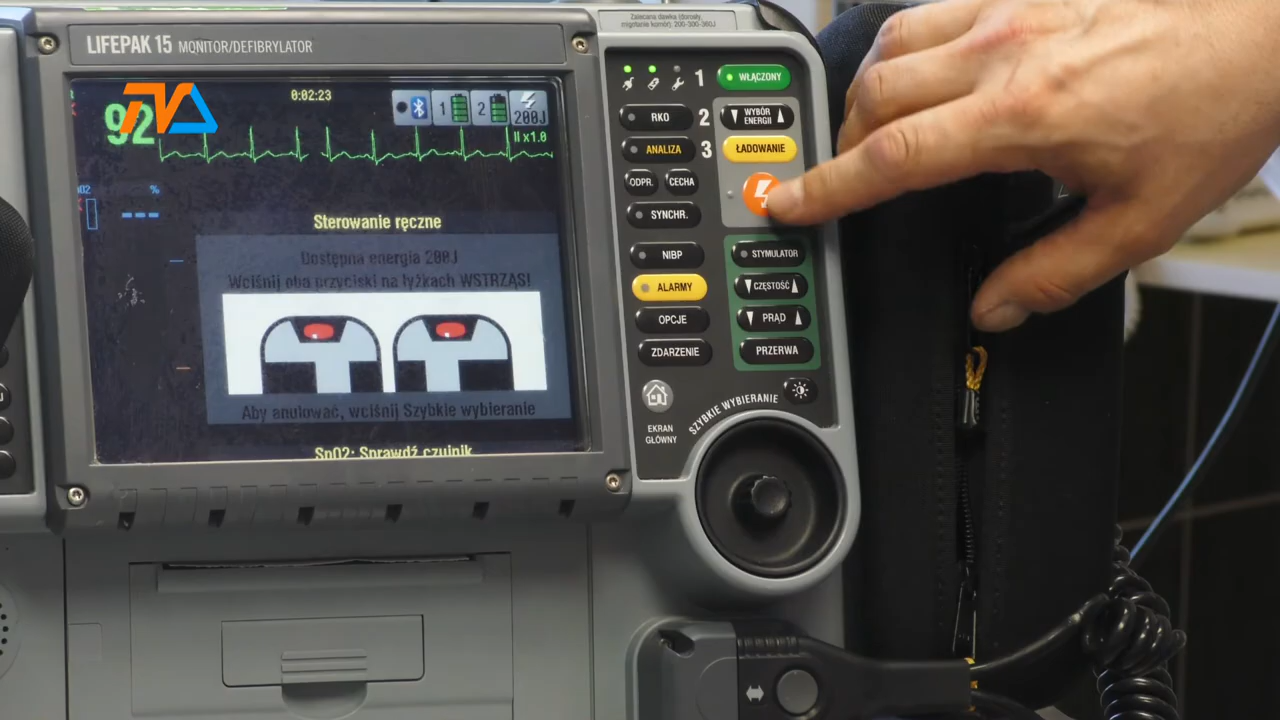 Zalecana dawka (dorosły,
migotanie komór): 200-300-360J
LIFEPAK 15 MONITOR/DEFIBRYLATOR
TVA
92
0:02:23
1
2
200J
II x1.0
%
---
Sterowanie ręczne
Dostępna energia 200J
Wciśnij oba przyciski na łyżkach WSTRZĄS!
Aby anulować, wciśnij Szybkie wybieranie
SpO2: Sprawdź czujnik
1
WŁĄCZONY
RKO
2
WYBÓR
ENERGII
ANALIZA
3
ŁADOWANIE
ODPR.
CECHA
SYNCHR.
NIBP
STYMULATOR
ALARMY
CZĘSTOŚĆ
OPCJE
PRĄD
ZDARZENIE
PRZERWA
EKRAN
GŁÓWNY
SZYBKIE WYBIERANIE